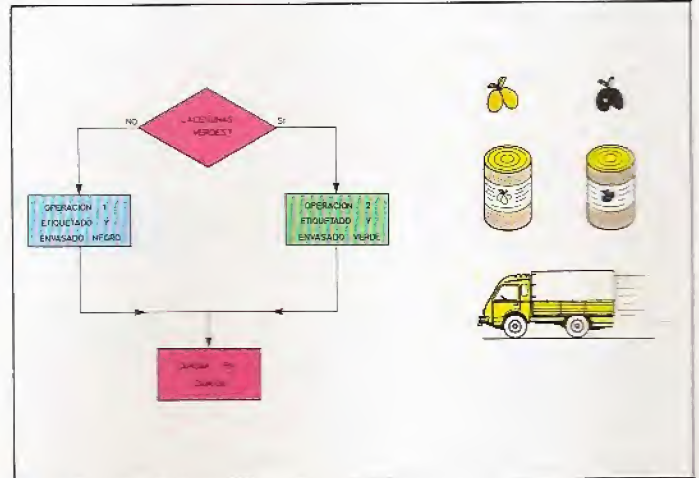 ¿ACEITUNAS
VERDES?
NO
SI
OPERACION 1
ETIQUETADO Y
ENVASADO NEGRO
OPERACION 2
ETIQUETADO Y
ENVASADO VERDE